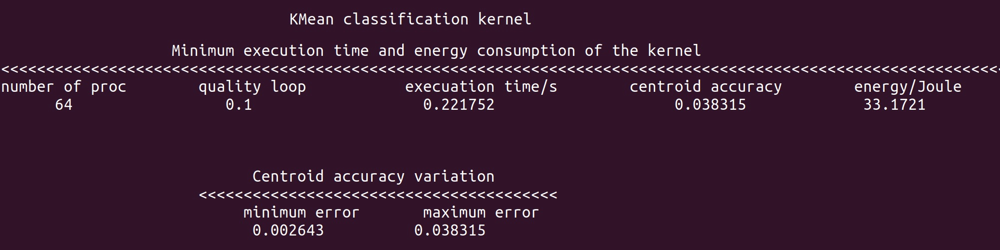 KMean classification kernel
Minimum execution time and energy consumption of the kernel
<<<<<<<<<<<<<<<<<<<<<<<<<<<<<<<<<<<<<<<<<<<<<<<<<<<<<<<<<<<<<<<<<<<<<<<<<<<<<<<<<<<<<<<<<<<<<<<<<<<<<<<<<<<<<<<<
number of proc quality loop execuation time/s centroid accuracy energy/Joule
64 0.1 0.221752 0.038315 33.1721
Centroid accuracy variation
<<<<<<<<<<<<<<<<<<<<<<<<<<<<<<<<<<<<<<<<
minimum error maximum error
0.002643 0.038315